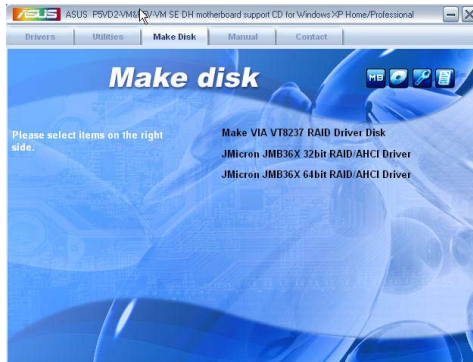 ASUS ASUS P5VD2-VM&P5V-VM SE DH motherboard support CD for Windows XP Home/Professional
Drivers Utilities Make Disk Manual Contact
Make disk
MB
Please select items on the right
side.
Make VIA VT8237 RAID Driver Disk
JMicron JMB36X 32bit RAID/AHCI Driver
JMicron JMB36X 64bit RAID/AHCI Driver